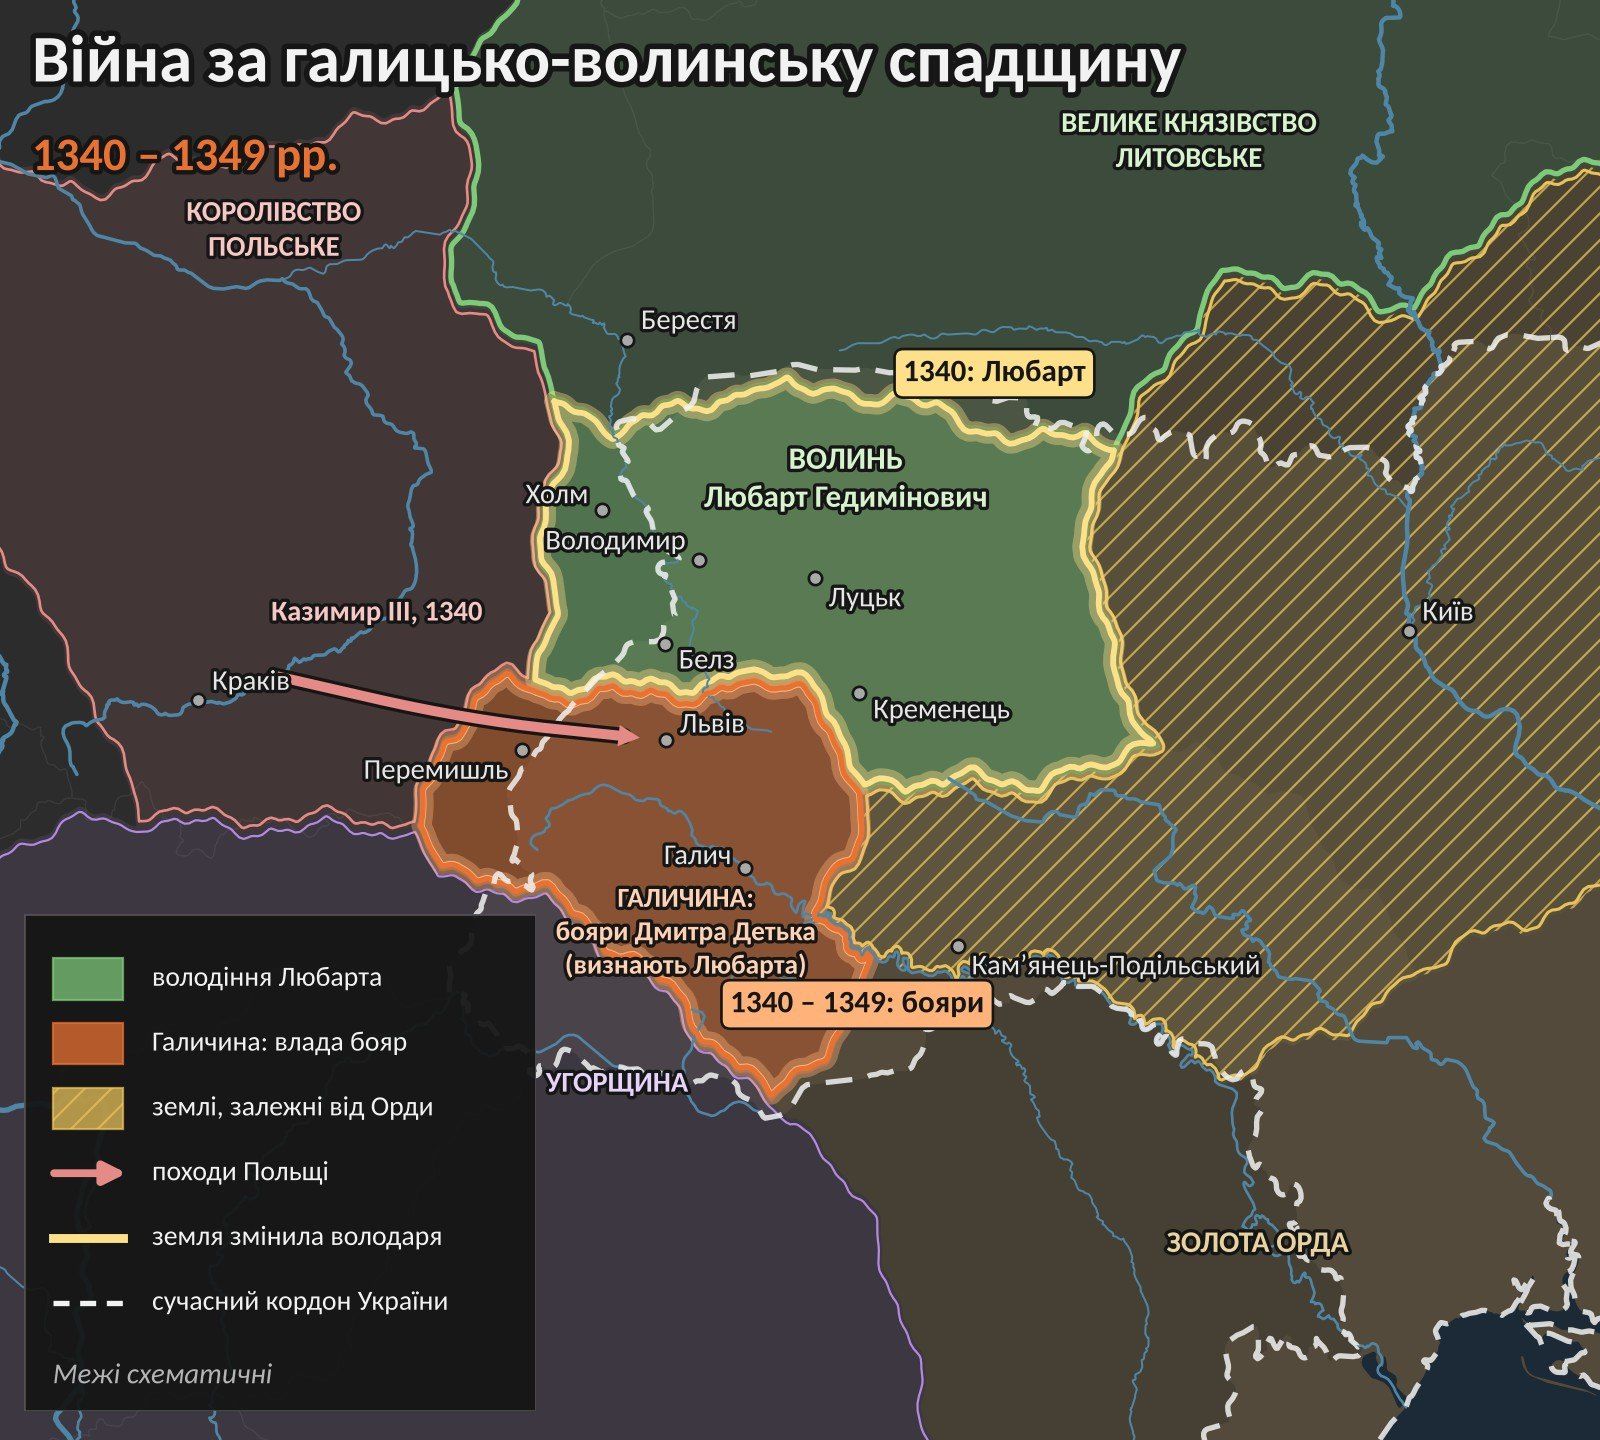 Війна за галицько-волинську спадщину
1340 – 1349 рр.
ВЕЛИКЕ КНЯЗІВСТВО
ЛИТОВСЬКЕ
КОРОЛІВСТВО
ПОЛЬСЬКЕ
Берестя
1340: Любарт
ВОЛИНЬ
Любарт Гедимінович
Холм
Володимир
Луцьк
Казимир III, 1340
Київ
Белз
Краків
Кременець
Львів
Перемишль
Галич
ГАЛИЧИНА:
бояри Дмитра Детька
(визнають Любарта)
Кам’янець-Подільський
1340 – 1349: бояри
УГОРЩИНА
ЗОЛОТА ОРДА
володіння Любарта
Галичина: влада бояр
землі, залежні від Орди
походи Польщі
земля змінила володаря
сучасний кордон України
Межі схематичні